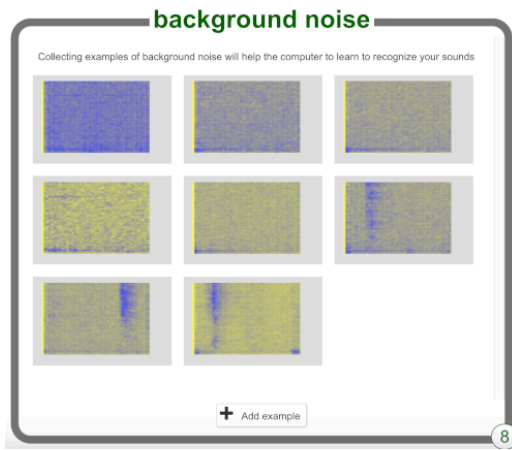 background noise
Collecting examples of background noise will help the computer to learn to recognize your sounds
Add example
8